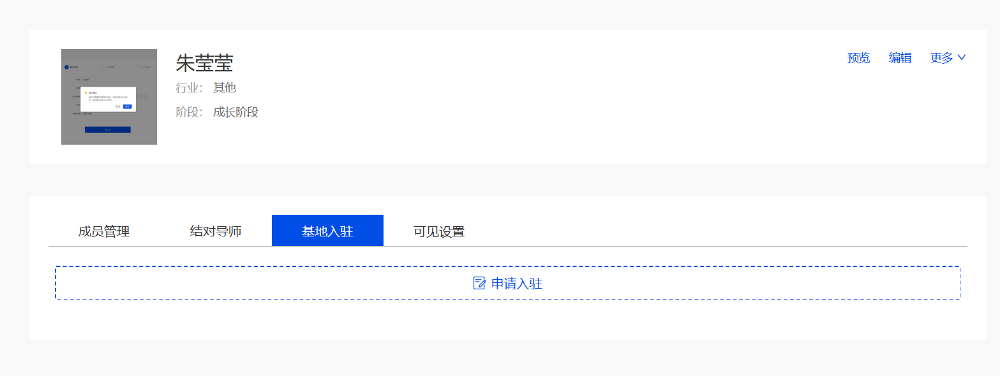 朱莹莹
预览 编辑 更多
行业： 其他
阶段： 成长阶段
成员管理 结对导师 基地入驻 可见设置
申请入驻